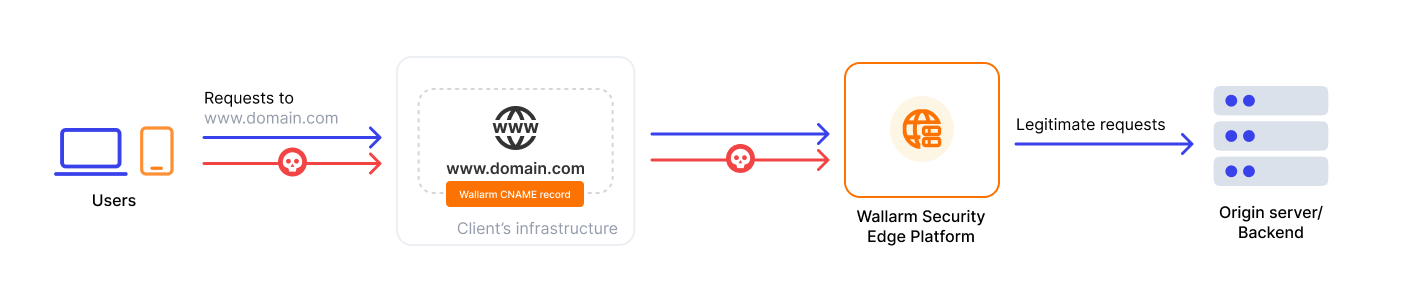 Requests to
www.domain.com
Users
WWW
www.domain.com
Wallarm CNAME record
Client's infrastructure
Wallarm Security
Edge Platform
Legitimate requests
Origin server/
Backend